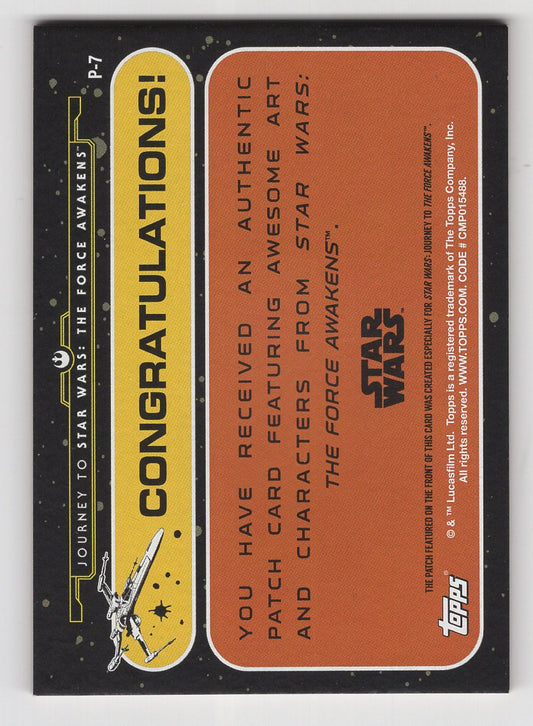 P-7
JOURNEY TO STAR WARS: THE FORCE AWAKENS™
CONGRATULATIONS!
YOU HAVE RECEIVED AN AUTHENTIC
PATCH CARD FEATURING AWESOME ART
AND CHARACTERS FROM STAR WARS:
THE FORCE AWAKENS™.
STAR
WARS™
THE PATCH FEATURED ON THE FRONT OF THIS CARD WAS CREATED ESPECIALLY FOR STAR WARS: JOURNEY TO THE FORCE AWAKENS™.
© & ™ Lucasfilm Ltd. Topps is a registered trademark of The Topps Company, Inc.
All rights reserved. WWW.TOPPS.COM. CODE # CMP015488.
TOPPS®